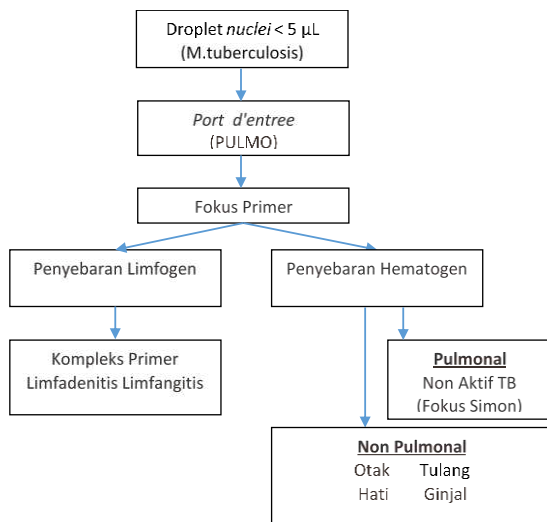 Droplet nuclei < 5 µL
(M.tuberculosis)
Port d'entree
(PULMO)
Fokus Primer
Penyebaran Limfogen
Penyebaran Hematogen
Kompleks Primer
Limfadenitis Limfangitis
Pulmonal
Non Aktif TB
(Fokus Simon)
Non Pulmonal
Otak Tulang
Hati Ginjal